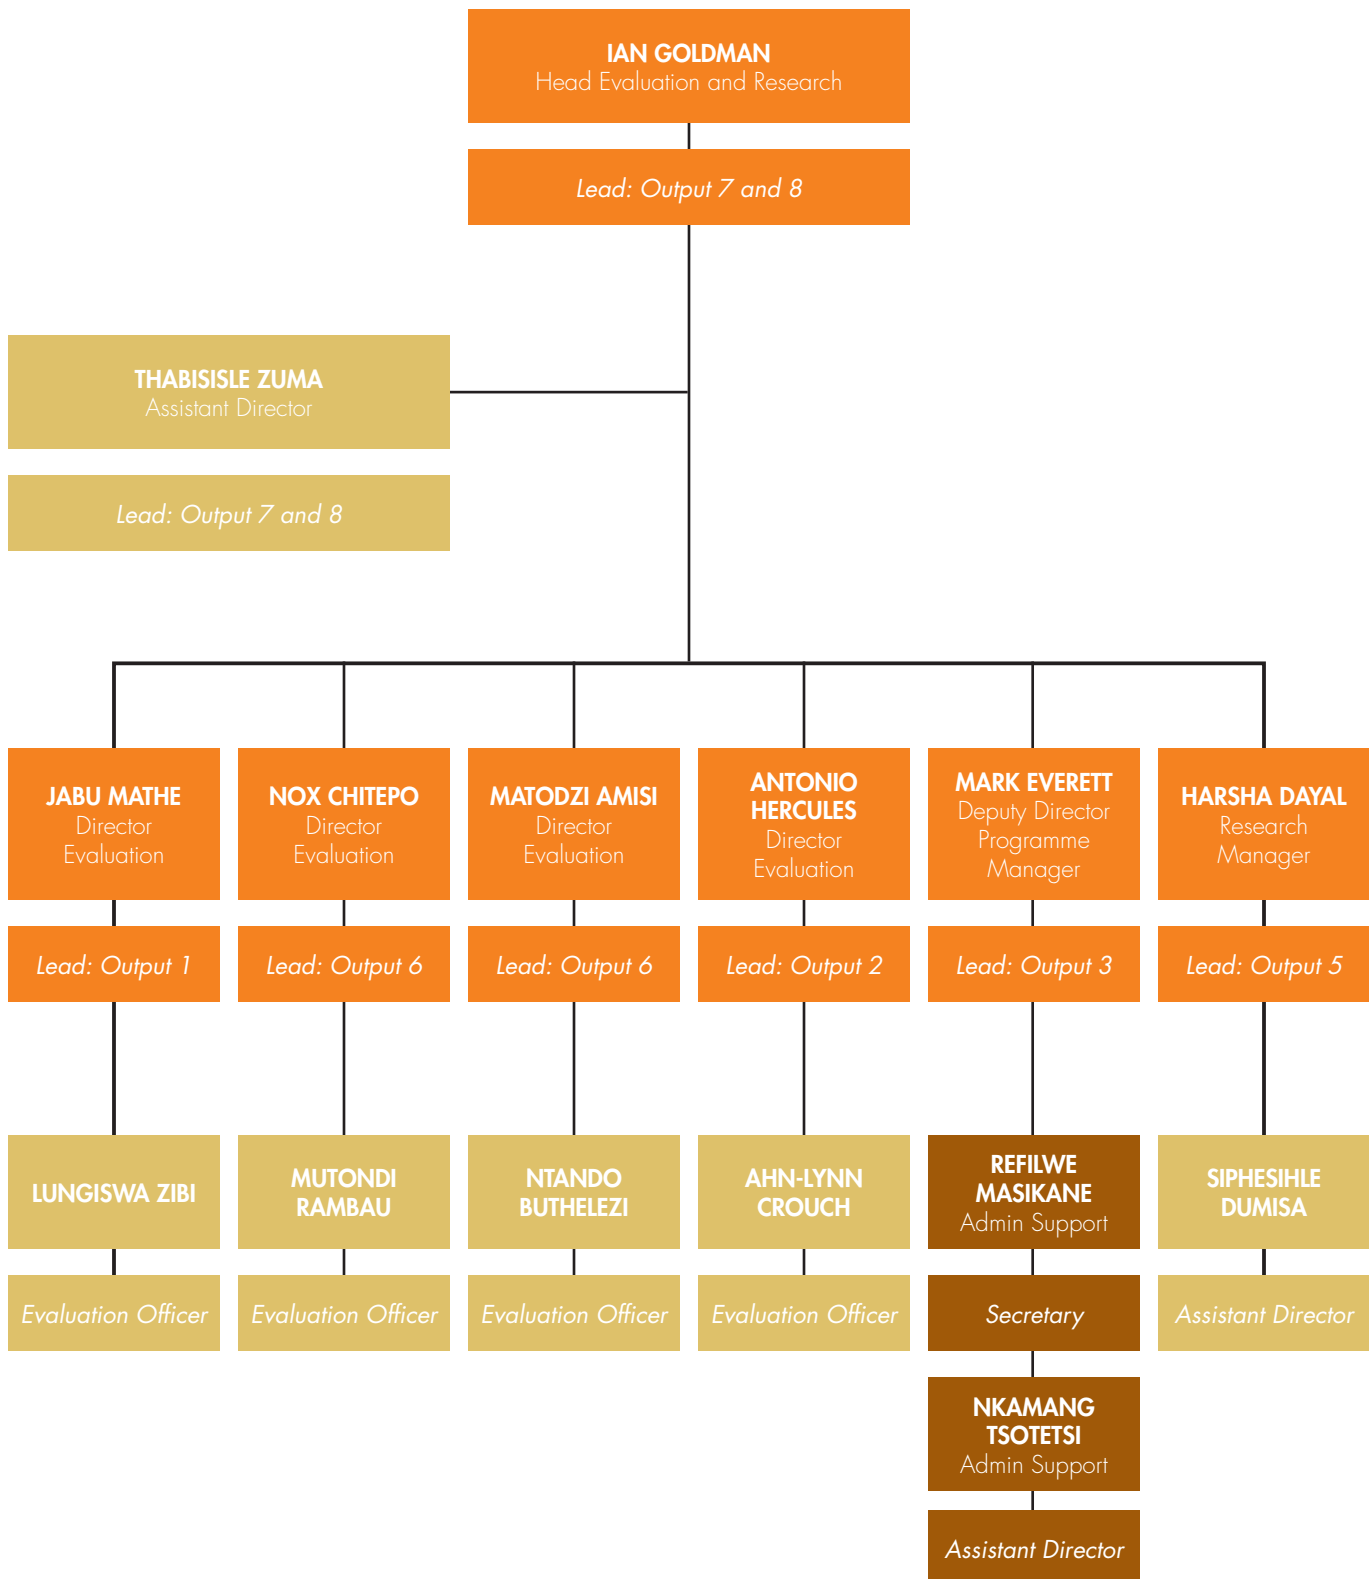 IAN GOLDMAN
Head Evaluation and Research
Lead: Output 7 and 8
THABISISLE ZUMA
Assistant Director
Lead: Output 7 and 8
JABU MATHE
Director
Evaluation
Lead: Output 1
NOX CHITEPO
Director
Evaluation
Lead: Output 6
MATODZI AMISI
Director
Evaluation
Lead: Output 6
ANTONIO
HERCULES
Director
Evaluation
Lead: Output 2
MARK EVERETT
Deputy Director
Programme
Manager
Lead: Output 3
HARSHA DAYAL
Research
Manager
Lead: Output 5
LUNGISWA ZIBI
Evaluation Officer
MUTONDI
RAMBAU
Evaluation Officer
NTANDO
BUTHELEZI
Evaluation Officer
AHN-LYNN
CROUCH
Evaluation Officer
REFILWE
MASIKANE
Admin Support
Secretary
NKAMANG
TSOTETSI
Admin Support
Assistant Director
SIPHESIHLE
DUMISA
Assistant Director